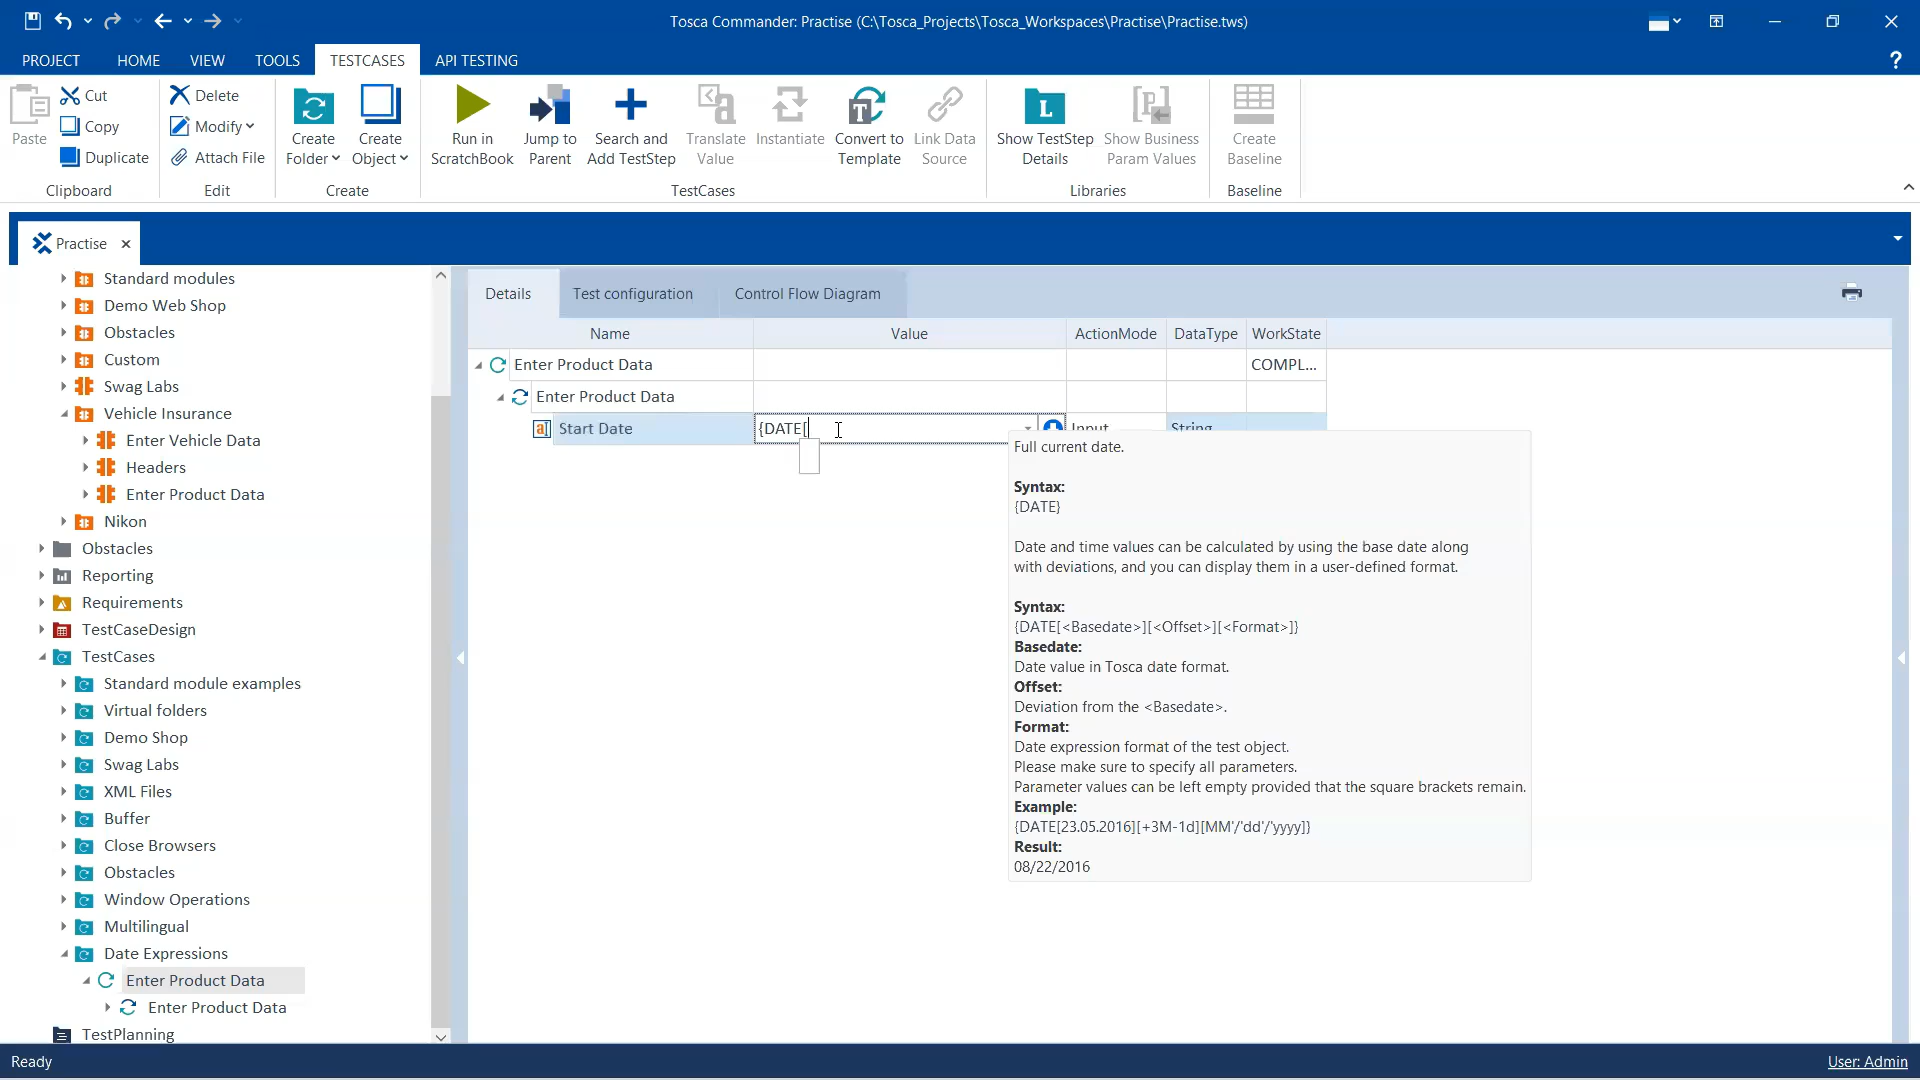 Tosca Commander: Practise (C:\Tosca_Projects\Tosca_Workspaces\Practise\Practise.tws)
PROJECT HOME VIEW TOOLS TESTCASES API TESTING ?
Paste
Cut
Copy
Duplicate
Clipboard
Delete
Modify
Attach File
Edit
Create Folder
Create Object
Create
Run in ScratchBook
Jump to Parent
Search and Add TestStep
Translate Value
Instantiate
Convert to Template
Link Data Source
TestCases
Show TestStep Details
Show Business Param Values
Libraries
Create Baseline
Baseline
Practise
Standard modules
Demo Web Shop
Obstacles
Custom
Swag Labs
Vehicle Insurance
Enter Vehicle Data
Headers
Enter Product Data
Nikon
Obstacles
Reporting
Requirements
TestCaseDesign
TestCases
Standard module examples
Virtual folders
Demo Shop
Swag Labs
XML Files
Buffer
Close Browsers
Obstacles
Window Operations
Multilingual
Date Expressions
Enter Product Data
Enter Product Data
TestPlanning
Details Test configuration Control Flow Diagram
Name Value ActionMode DataType WorkState
Enter Product Data COMPL...
Enter Product Data
Start Date {DATE[ Input String
Full current date.
Syntax:
{DATE}
Date and time values can be calculated by using the base date along
with deviations, and you can display them in a user-defined format.
Syntax:
{DATE[<Basedate>][<Offset>][<Format>]}
Basedate:
Date value in Tosca date format.
Offset:
Deviation from the <Basedate>.
Format:
Date expression format of the test object.
Please make sure to specify all parameters.
Parameter values can be left empty provided that the square brackets remain.
Example:
{DATE[23.05.2016][+3M-1d][MM'/'dd'/'yyyy]}
Result:
08/22/2016
Ready
User: Admin